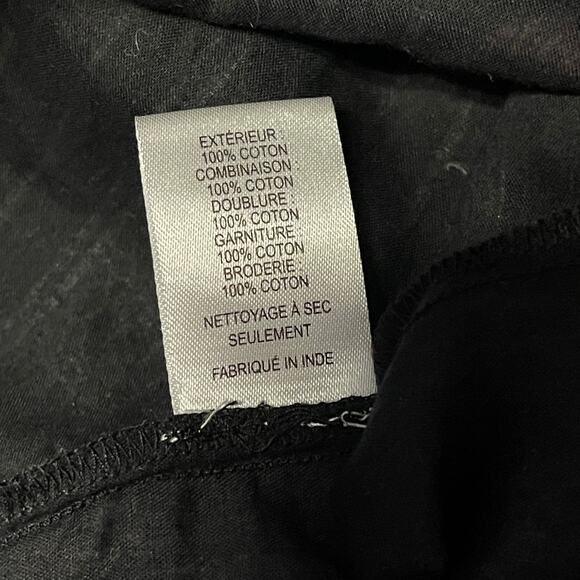 EXTÉRIEUR :
100% COTON
COMBINAISON :
100% COTON
DOUBLURE :
100% COTON
GARNITURE :
100% COTON
BRODERIE :
100% COTON
NETTOYAGE À SEC
SEULEMENT
FABRIQUÉ IN INDE